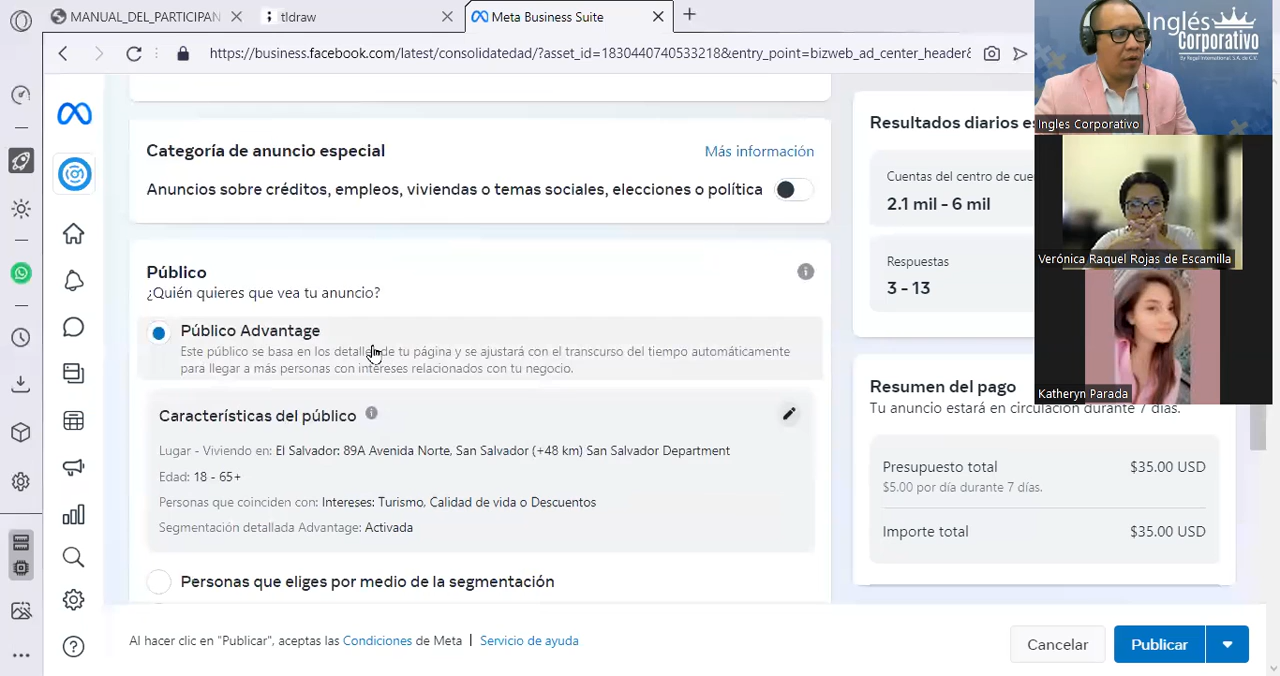 MANUAL_DEL_PARTICIPAN
tldraw
Meta Business Suite
https://business.facebook.com/latest/consolidatedad/?asset_id=1830440740533218&entry_point=bizweb_ad_center_header&
Inglés
Corporativo
By Regal International, S.A. de C.V.
Ingles Corporativo
Verónica Raquel Rojas de Escamilla
Katheryn Parada
Categoría de anuncio especial
Más información
Anuncios sobre créditos, empleos, viviendas o temas sociales, elecciones o política
Público
¿Quién quieres que vea tu anuncio?
Público Advantage
Este público se basa en los detalles de tu página y se ajustará con el transcurso del tiempo automáticamente
para llegar a más personas con intereses relacionados con tu negocio.
Características del público
Lugar - Viviendo en: El Salvador: 89A Avenida Norte, San Salvador (+48 km) San Salvador Department
Edad: 18 - 65+
Personas que coinciden con: Intereses: Turismo, Calidad de vida o Descuentos
Segmentación detallada Advantage: Activada
Personas que eliges por medio de la segmentación
Resultados diarios es
Cuentas del centro de cue
2.1 mil - 6 mil
Respuestas
3 - 13
Resumen del pago
Tu anuncio estará en circulación durante 7 días.
Presupuesto total
$35.00 USD
$5.00 por día durante 7 días.
Importe total
$35.00 USD
Al hacer clic en "Publicar", aceptas las Condiciones de Meta | Servicio de ayuda
Cancelar
Publicar